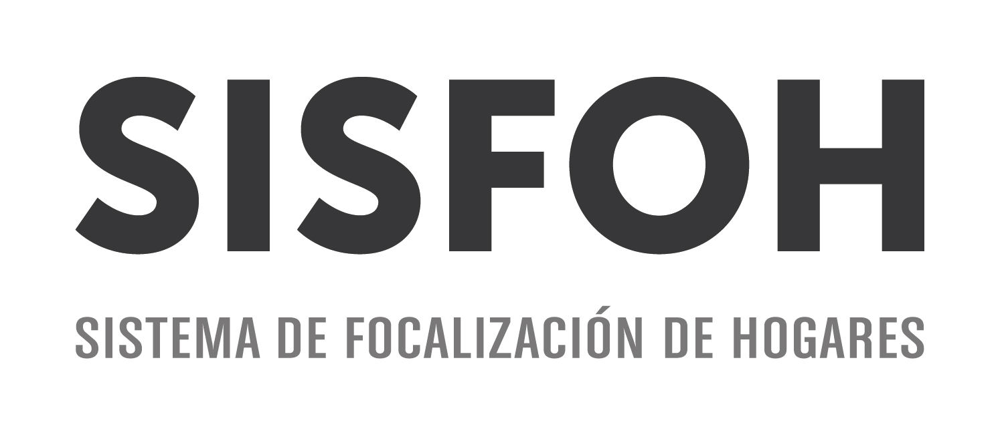 SISFOH
SISTEMA DE FOCALIZACIÓN DE HOGARES